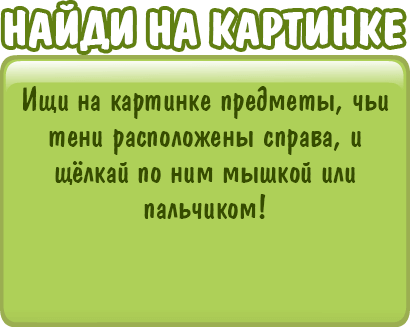 НАЙДИ НА КАРТИНКЕ
Ищи на картинке предметы, чьи
тени расположены справа, и
щёлкай по ним мышкой или
пальчиком!